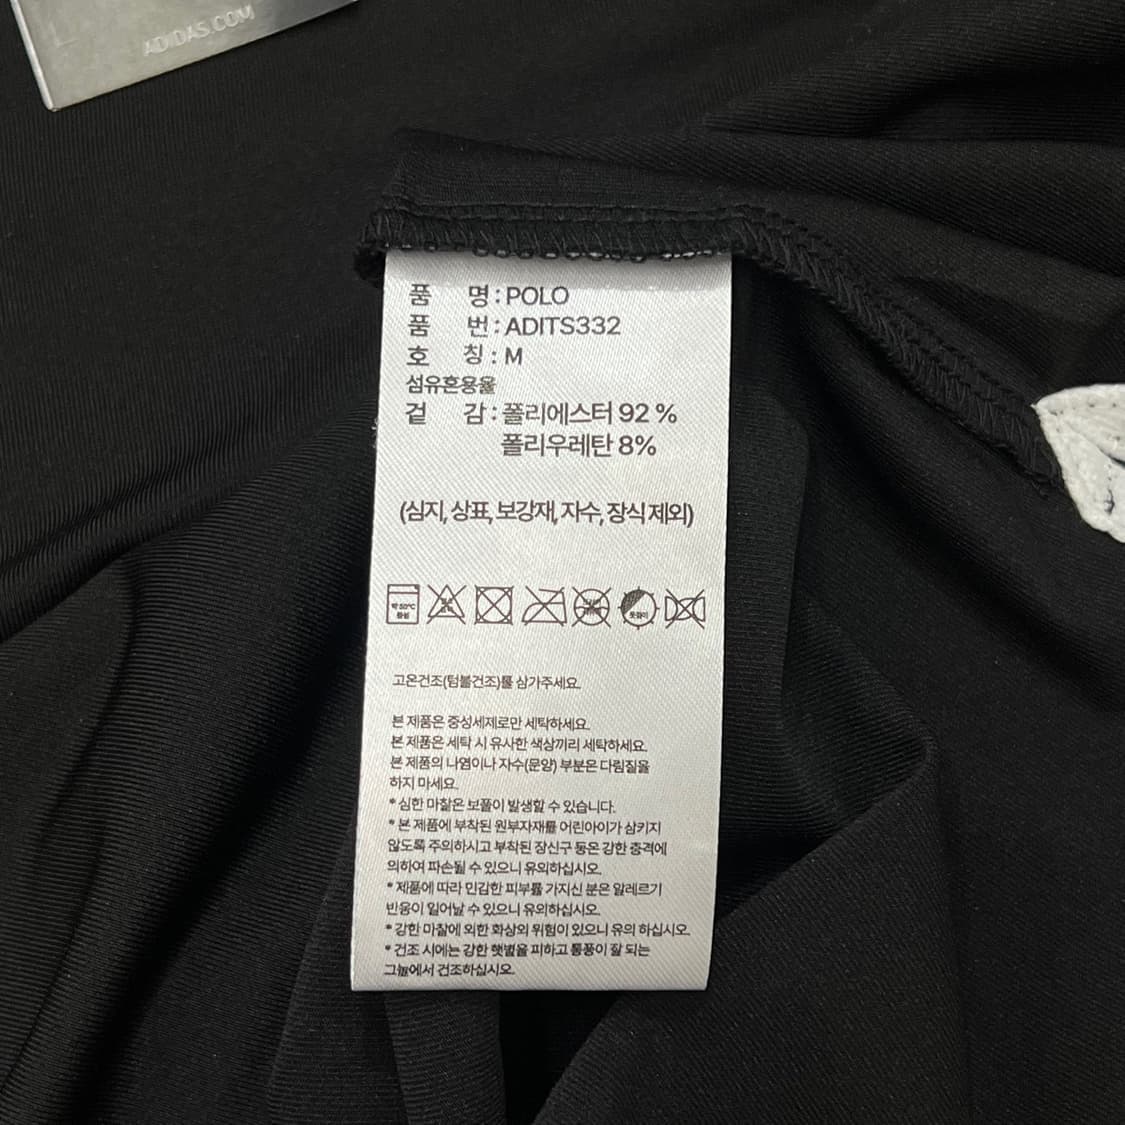 ADIDAS.COM
품 명 : POLO
품 번 : ADITS332
호 칭 : M
섬유혼용율
겉 감 : 폴리에스터 92 %
폴리우레탄 8%
(심지, 상표, 보강재, 자수, 장식 제외)
약 30℃
중성
옷걸이
고온건조(텀블건조)를 삼가주세요.
본 제품은 중성세제로만 세탁하세요.
본 제품은 세탁 시 유사한 색상끼리 세탁하세요.
본 제품의 나염이나 자수(문양) 부분은 다림질을
하지 마세요.
* 심한 마찰은 보풀이 발생할 수 있습니다.
* 본 제품에 부착된 원부자재를 어린아이가 삼키지
않도록 주의하시고 부착된 장신구 등은 강한 충격에
의하여 파손될 수 있으니 유의하십시오.
* 제품에 따라 민감한 피부를 가지신 분은 알레르기
반응이 일어날 수 있으니 유의하십시오.
* 강한 마찰에 의한 화상의 위험이 있으니 유의 하십시오.
* 건조 시에는 강한 햇볕을 피하고 통풍이 잘 되는
그늘에서 건조하십시오.